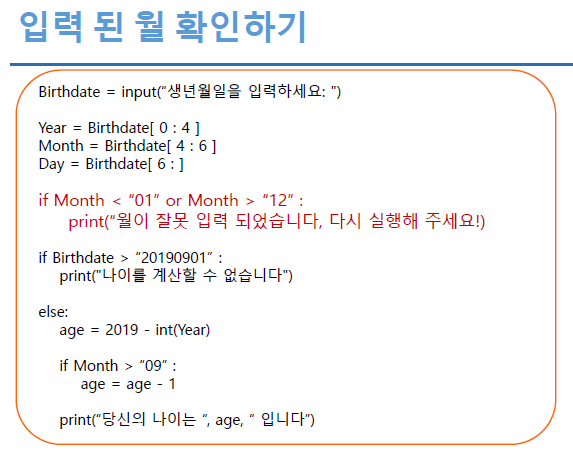 입력 된 월 확인하기
Birthdate = input(“생년월일을 입력하세요: ")
Year = Birthdate[ 0 : 4 ]
Month = Birthdate[ 4 : 6 ]
Day = Birthdate[ 6 : ]
if Month < “01” or Month > “12” :
print(“월이 잘못 입력 되었습니다, 다시 실행해 주세요!)
if Birthdate > “20190901” :
print("나이를 계산할 수 없습니다")
else:
age = 2019 - int(Year)
if Month > “09” :
age = age - 1
print(“당신의 나이는 “, age, ” 입니다”)